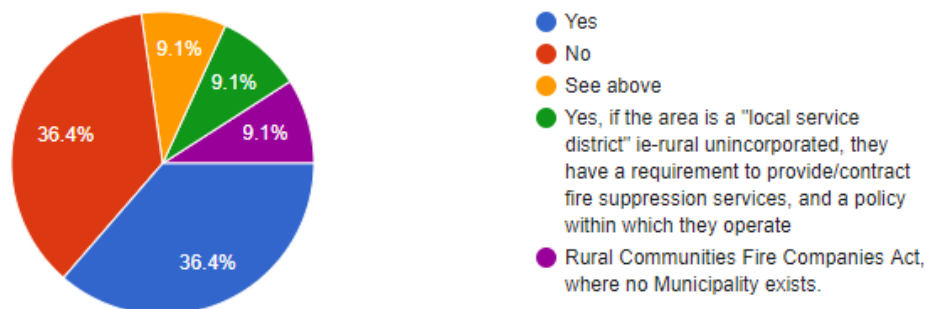 9.1%
9.1%
9.1%
36.4%
36.4%
Yes
No
See above
Yes, if the area is a "local service
district" ie-rural unincorporated, they
have a requirement to provide/contract
fire suppression services, and a policy
within which they operate
Rural Communities Fire Companies Act,
where no Municipality exists.